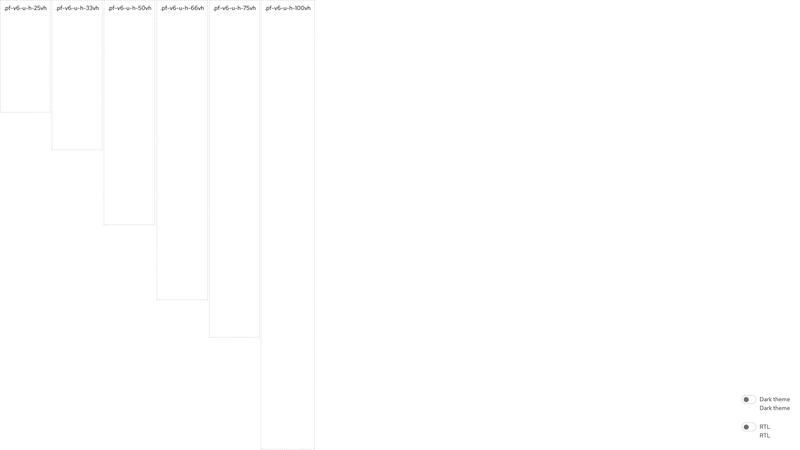 .pf-v6-u-h-25vh
.pf-v6-u-h-33vh
.pf-v6-u-h-50vh
.pf-v6-u-h-66vh
.pf-v6-u-h-75vh
.pf-v6-u-h-100vh
Dark theme
Dark theme
RTL
RTL